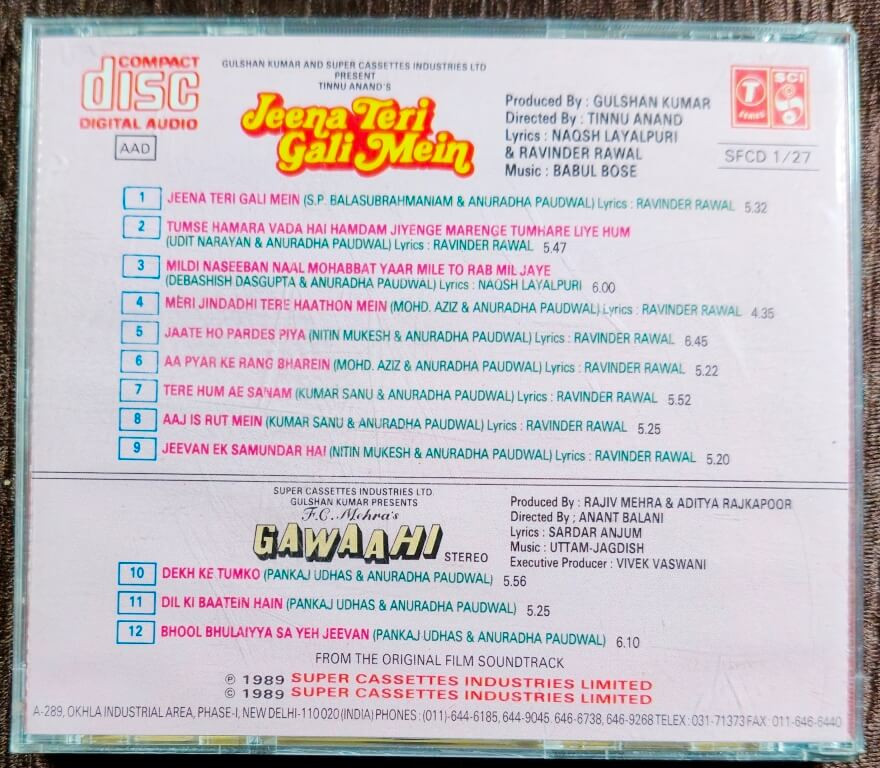 COMPACT
disc
DIGITAL AUDIO
AAD
GULSHAN KUMAR AND SUPER CASSETTES INDUSTRIES LTD
PRESENT
TINNU ANAND'S
Jeena Teri
Gali Mein
Produced By : GULSHAN KUMAR
Directed By : TINNU ANAND
Lyrics : NAQSH LAYALPURI
& RAVINDER RAWAL
Music : BABUL BOSE
T
SERIES
SCI
SFCD 1/27
1 JEENA TERI GALI MEIN (S.P. BALASUBRAHMANIAM & ANURADHA PAUDWAL) Lyrics : RAVINDER RAWAL 5.32
2 TUMSE HAMARA VADA HAI HAMDAM JIYENGE MARENGE TUMHARE LIYE HUM
(UDIT NARAYAN & ANURADHA PAUDWAL) Lyrics : RAVINDER RAWAL 5.47
3 MILDI NASEEBAN NAAL MOHABBAT YAAR MILE TO RAB MIL JAYE
(DEBASHISH DASGUPTA & ANURADHA PAUDWAL) Lyrics : NAQSH LAYALPURI 6.00
4 MERI JINDADHI TERE HAATHON MEIN (MOHD. AZIZ & ANURADHA PAUDWAL) Lyrics : RAVINDER RAWAL 4.35
5 JAATE HO PARDES PIYA (NITIN MUKESH & ANURADHA PAUDWAL) Lyrics : RAVINDER RAWAL 6.45
6 AA PYAR KE RANG BHAREIN (MOHD. AZIZ & ANURADHA PAUDWAL) Lyrics : RAVINDER RAWAL 5.22
7 TERE HUM AE SANAM (KUMAR SANU & ANURADHA PAUDWAL) Lyrics : RAVINDER RAWAL 5.52
8 AAJ IS RUT MEIN (KUMAR SANU & ANURADHA PAUDWAL) Lyrics : RAVINDER RAWAL 5.25
9 JEEVAN EK SAMUNDAR HAI (NITIN MUKESH & ANURADHA PAUDWAL) Lyrics : RAVINDER RAWAL 5.20
SUPER CASSETTES INDUSTRIES LTD.
GULSHAN KUMAR PRESENTS
F.C. Mehra's
GAWAAHI
STEREO
Produced By : RAJIV MEHRA & ADITYA RAJKAPOOR
Directed By : ANANT BALANI
Lyrics : SARDAR ANJUM
Music : UTTAM-JAGDISH
Executive Producer : VIVEK VASWANI
10 DEKH KE TUMKO (PANKAJ UDHAS & ANURADHA PAUDWAL) 5.56
11 DIL KI BAATEIN HAIN (PANKAJ UDHAS & ANURADHA PAUDWAL) 5.25
12 BHOOL BHULAIYYA SA YEH JEEVAN (PANKAJ UDHAS & ANURADHA PAUDWAL) 6.10
FROM THE ORIGINAL FILM SOUNDTRACK
℗ 1989 SUPER CASSETTES INDUSTRIES LIMITED
© 1989 SUPER CASSETTES INDUSTRIES LIMITED
A-289, OKHLA INDUSTRIAL AREA, PHASE-I, NEW DELHI-110 020 (INDIA) PHONES : (011)-644-6185, 644-9045 646-6738, 646-9268 TELEX : 031-71373 FAX : 011-646-6440